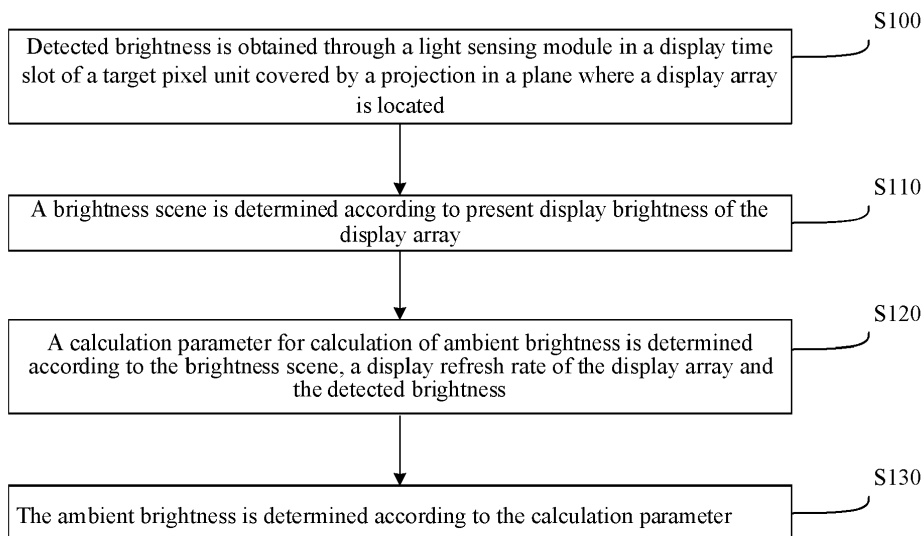 S100
Detected brightness is obtained through a light sensing module in a display time
slot of a target pixel unit covered by a projection in a plane where a display array
is located
S110
A brightness scene is determined according to present display brightness of the
display array
S120
A calculation parameter for calculation of ambient brightness is determined
according to the brightness scene, a display refresh rate of the display array and
the detected brightness
S130
The ambient brightness is determined according to the calculation parameter